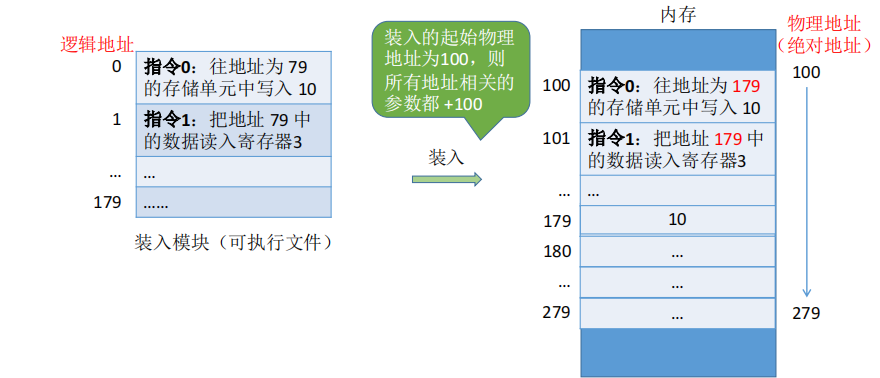 逻辑地址
0
指令0：往地址为 79
的存储单元中写入 10
1
指令1：把地址 79 中
的数据读入寄存器3
...
...
179
......
装入模块（可执行文件）
装入的起始物理
地址为100，则
所有地址相关的
参数都 +100
装入
内存
物理地址
（绝对地址）
100
指令0：往地址为 179
的存储单元中写入 10
101
指令1：把地址 179 中
的数据读入寄存器3
...
...
179
10
180
...
...
...
279
...
100
279